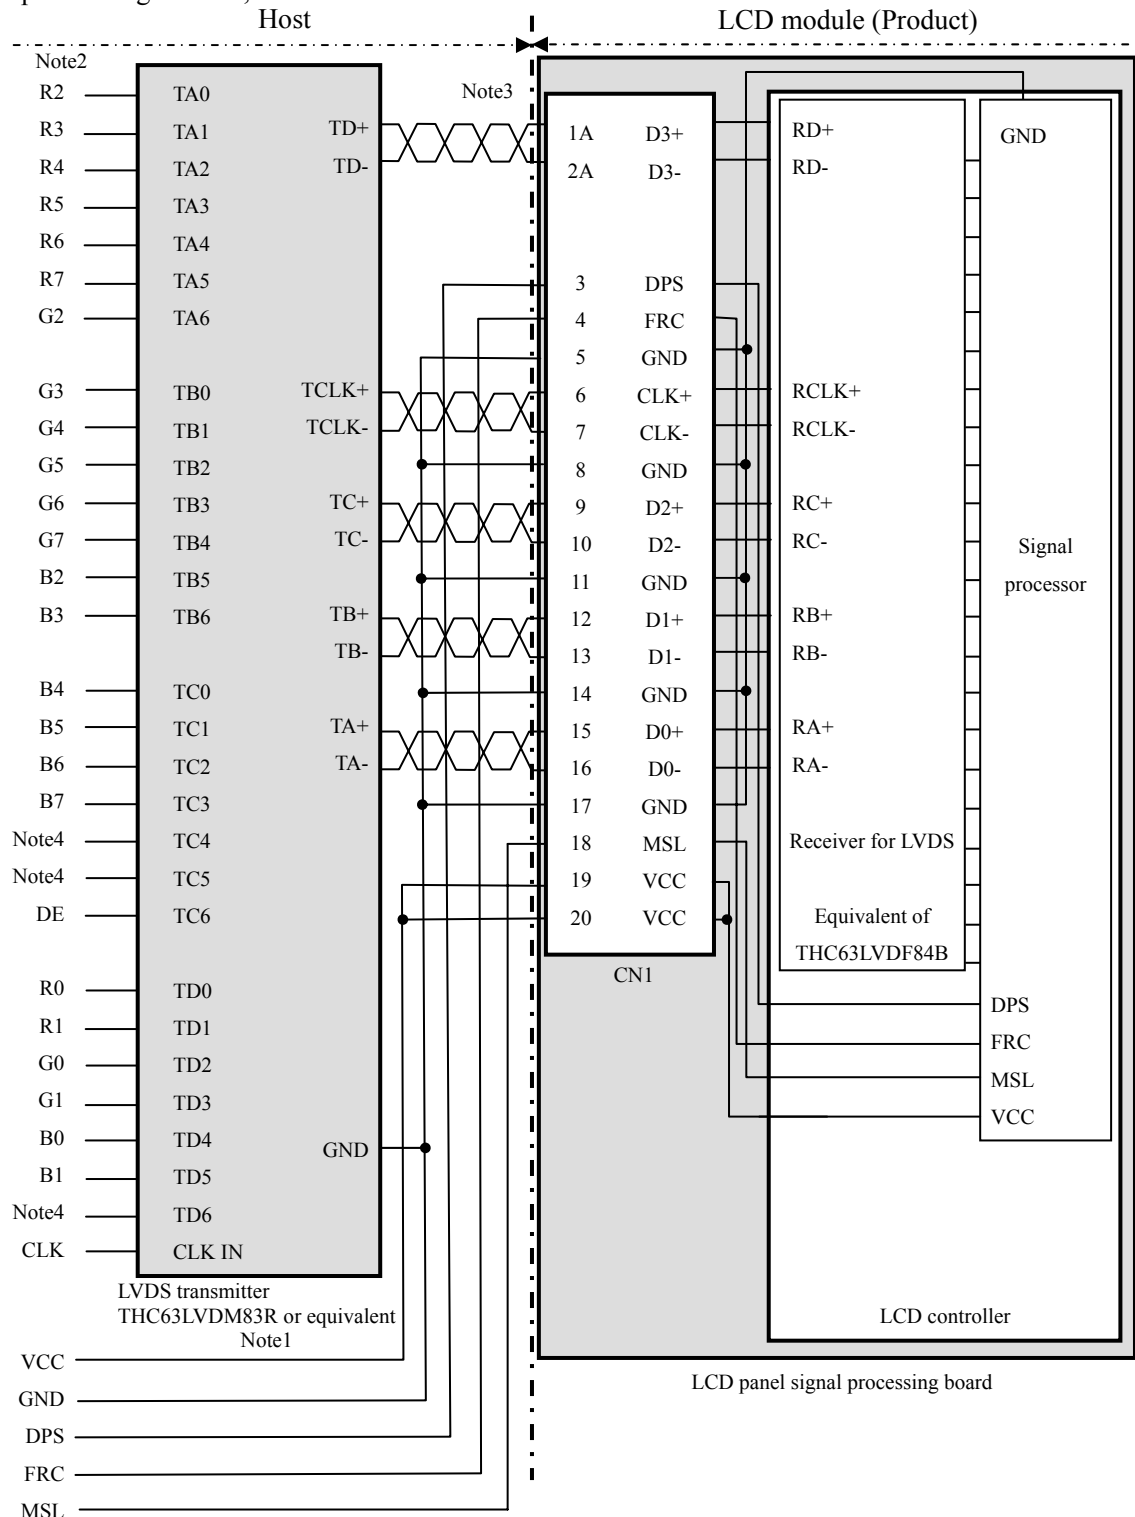 Host
LCD module (Product)
Note2
Note3
R2 TA0
R3 TA1 TD+ 1A D3+ RD+ GND
R4 TA2 TD- 2A D3- RD-
R5 TA3
R6 TA4
R7 TA5 3 DPS
G2 TA6 4 FRC
5 GND
G3 TB0 TCLK+ 6 CLK+ RCLK+
G4 TB1 TCLK- 7 CLK- RCLK-
G5 TB2 8 GND
G6 TB3 TC+ 9 D2+ RC+
G7 TB4 TC- 10 D2- RC- Signal
B2 TB5 11 GND processor
B3 TB6 TB+ 12 D1+ RB+
TB- 13 D1- RB-
B4 TC0 14 GND
B5 TC1 TA+ 15 D0+ RA+
B6 TC2 TA- 16 D0- RA-
B7 TC3 17 GND
Note4 TC4 18 MSL Receiver for LVDS
Note4 TC5 19 VCC
DE TC6 20 VCC Equivalent of
THC63LVDF84B
CN1
R0 TD0
DPS
R1 TD1
FRC
G0 TD2
MSL
G1 TD3
VCC
B0 TD4 GND
B1 TD5
Note4 TD6
CLK CLK IN
LVDS transmitter
THC63LVDM83R or equivalent
Note1
LCD controller
VCC
LCD panel signal processing board
GND
DPS
FRC
MSL